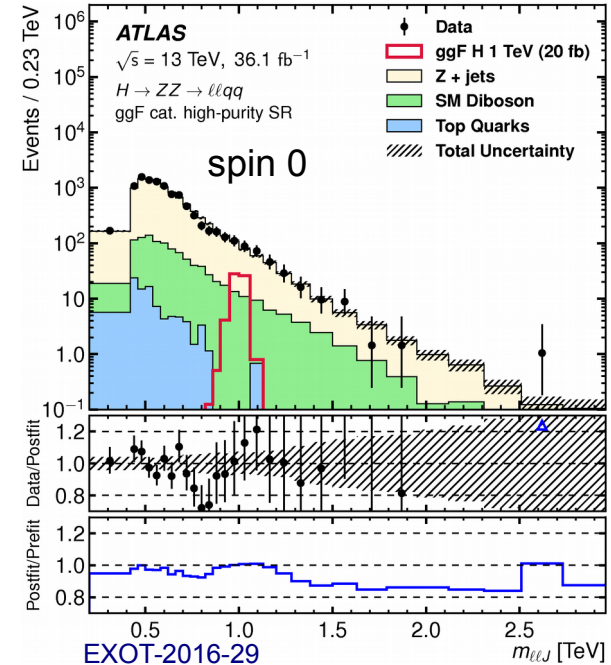 Events / 0.23 TeV
10⁶
10⁵
10⁴
10³
10²
10
1.0
10⁻¹
ATLAS
√s = 13 TeV, 36.1 fb⁻¹
H → ZZ → ℓℓqq
ggF cat. high-purity SR
spin 0
Data
ggF H 1 TeV (20 fb)
Z + jets
SM Diboson
Top Quarks
Total Uncertainty
Data/Postfit
1.2
1.0
0.8
Postfit/Prefit
1.2
1.0
0.8
0.5 1.0 1.5 2.0 2.5
EXOT-2016-29
m_ℓℓJ [TeV]